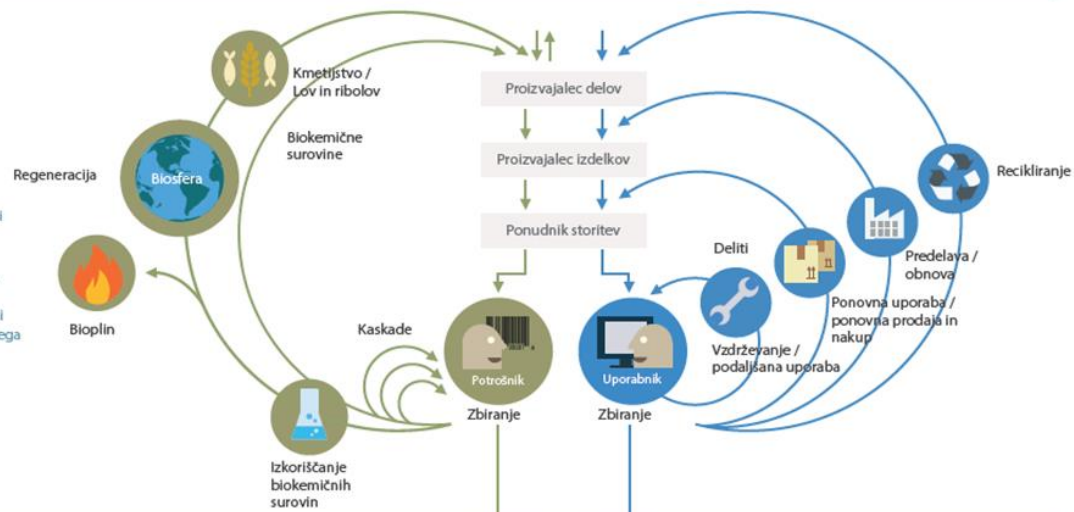 Kmetijstvo /
Lov in ribolov
Biokemične
surovine
Regeneracija
Biosfera
Bioplin
Kaskade
Izkoriščanje
biokemičnih
surovin
Proizvajalec delov
Proizvajalec izdelkov
Ponudnik storitev
Potrošnik
Zbiranje
Uporabnik
Zbiranje
Deliti
Vzdrževanje /
podaljšana uporaba
Ponovna uporaba /
ponovna prodaja in
nakup
Predelava /
obnova
Recikliranje